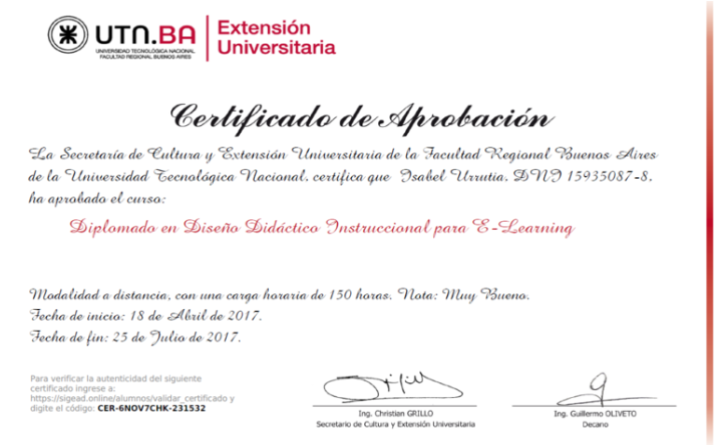 UTN.BA
UNIVERSIDAD TECNOLÓGICA NACIONAL
FACULTAD REGIONAL BUENOS AIRES
Extensión
Universitaria
Certificado de Aprobación
La Secretaría de Cultura y Extensión Universitaria de la Facultad Regional Buenos Aires
de la Universidad Tecnológica Nacional, certifica que Isabel Urrutia, DNI 15935087-8,
ha aprobado el curso:
Diplomado en Diseño Didáctico Instruccional para E-Learning
Modalidad a distancia, con una carga horaria de 150 horas. Nota: Muy Bueno.
Fecha de inicio: 18 de Abril de 2017.
Fecha de fin: 25 de Julio de 2017.
Para verificar la autenticidad del siguiente
certificado ingrese a:
https://sigead.online/alumnos/validar_certificado y
digite el código: CER-6NOV7CHK-231532
Ing. Christian GRILLO
Secretario de Cultura y Extensión Universitaria
Ing. Guillermo OLIVETO
Decano